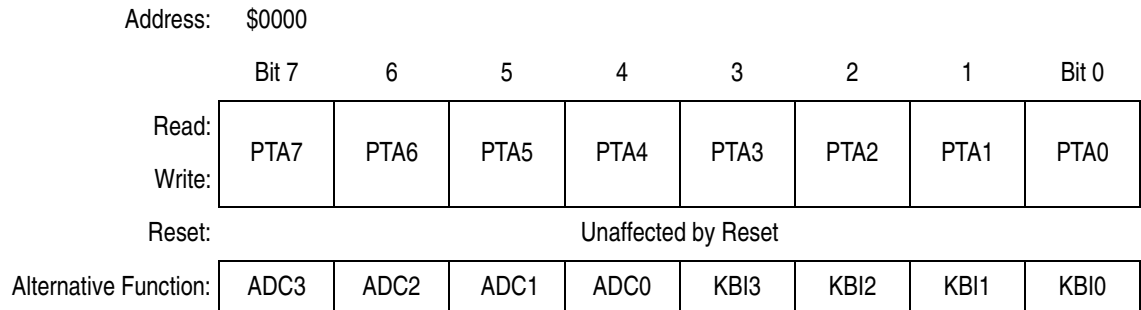 Address: $0000
Bit 7 6 5 4 3 2 1 Bit 0
Read:
PTA7 PTA6 PTA5 PTA4 PTA3 PTA2 PTA1 PTA0
Write:
Reset: Unaffected by Reset
Alternative Function: ADC3 ADC2 ADC1 ADC0 KBI3 KBI2 KBI1 KBI0